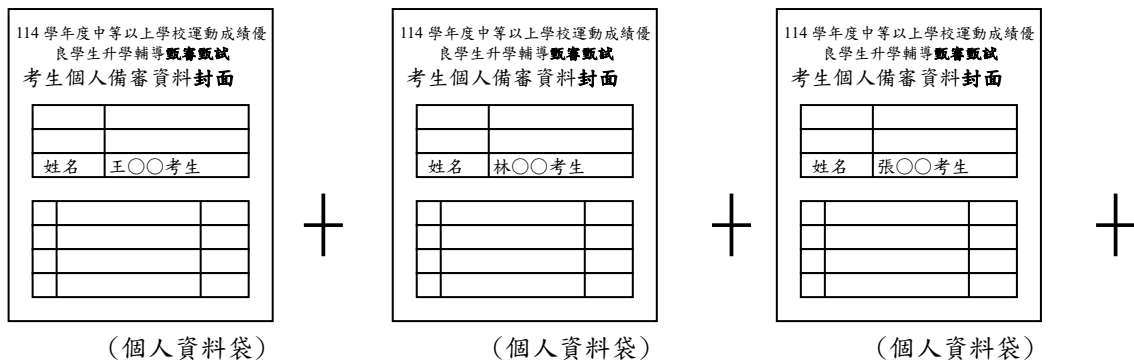 114 學年度中等以上學校運動成績優
良學生升學輔導甄審甄試
考生個人備審資料封面
姓名 王○○考生
(個人資料袋)
+
114 學年度中等以上學校運動成績優
良學生升學輔導甄審甄試
考生個人備審資料封面
姓名 林○○考生
(個人資料袋)
+
114 學年度中等以上學校運動成績優
良學生升學輔導甄審甄試
考生個人備審資料封面
姓名 張○○考生
(個人資料袋)
+